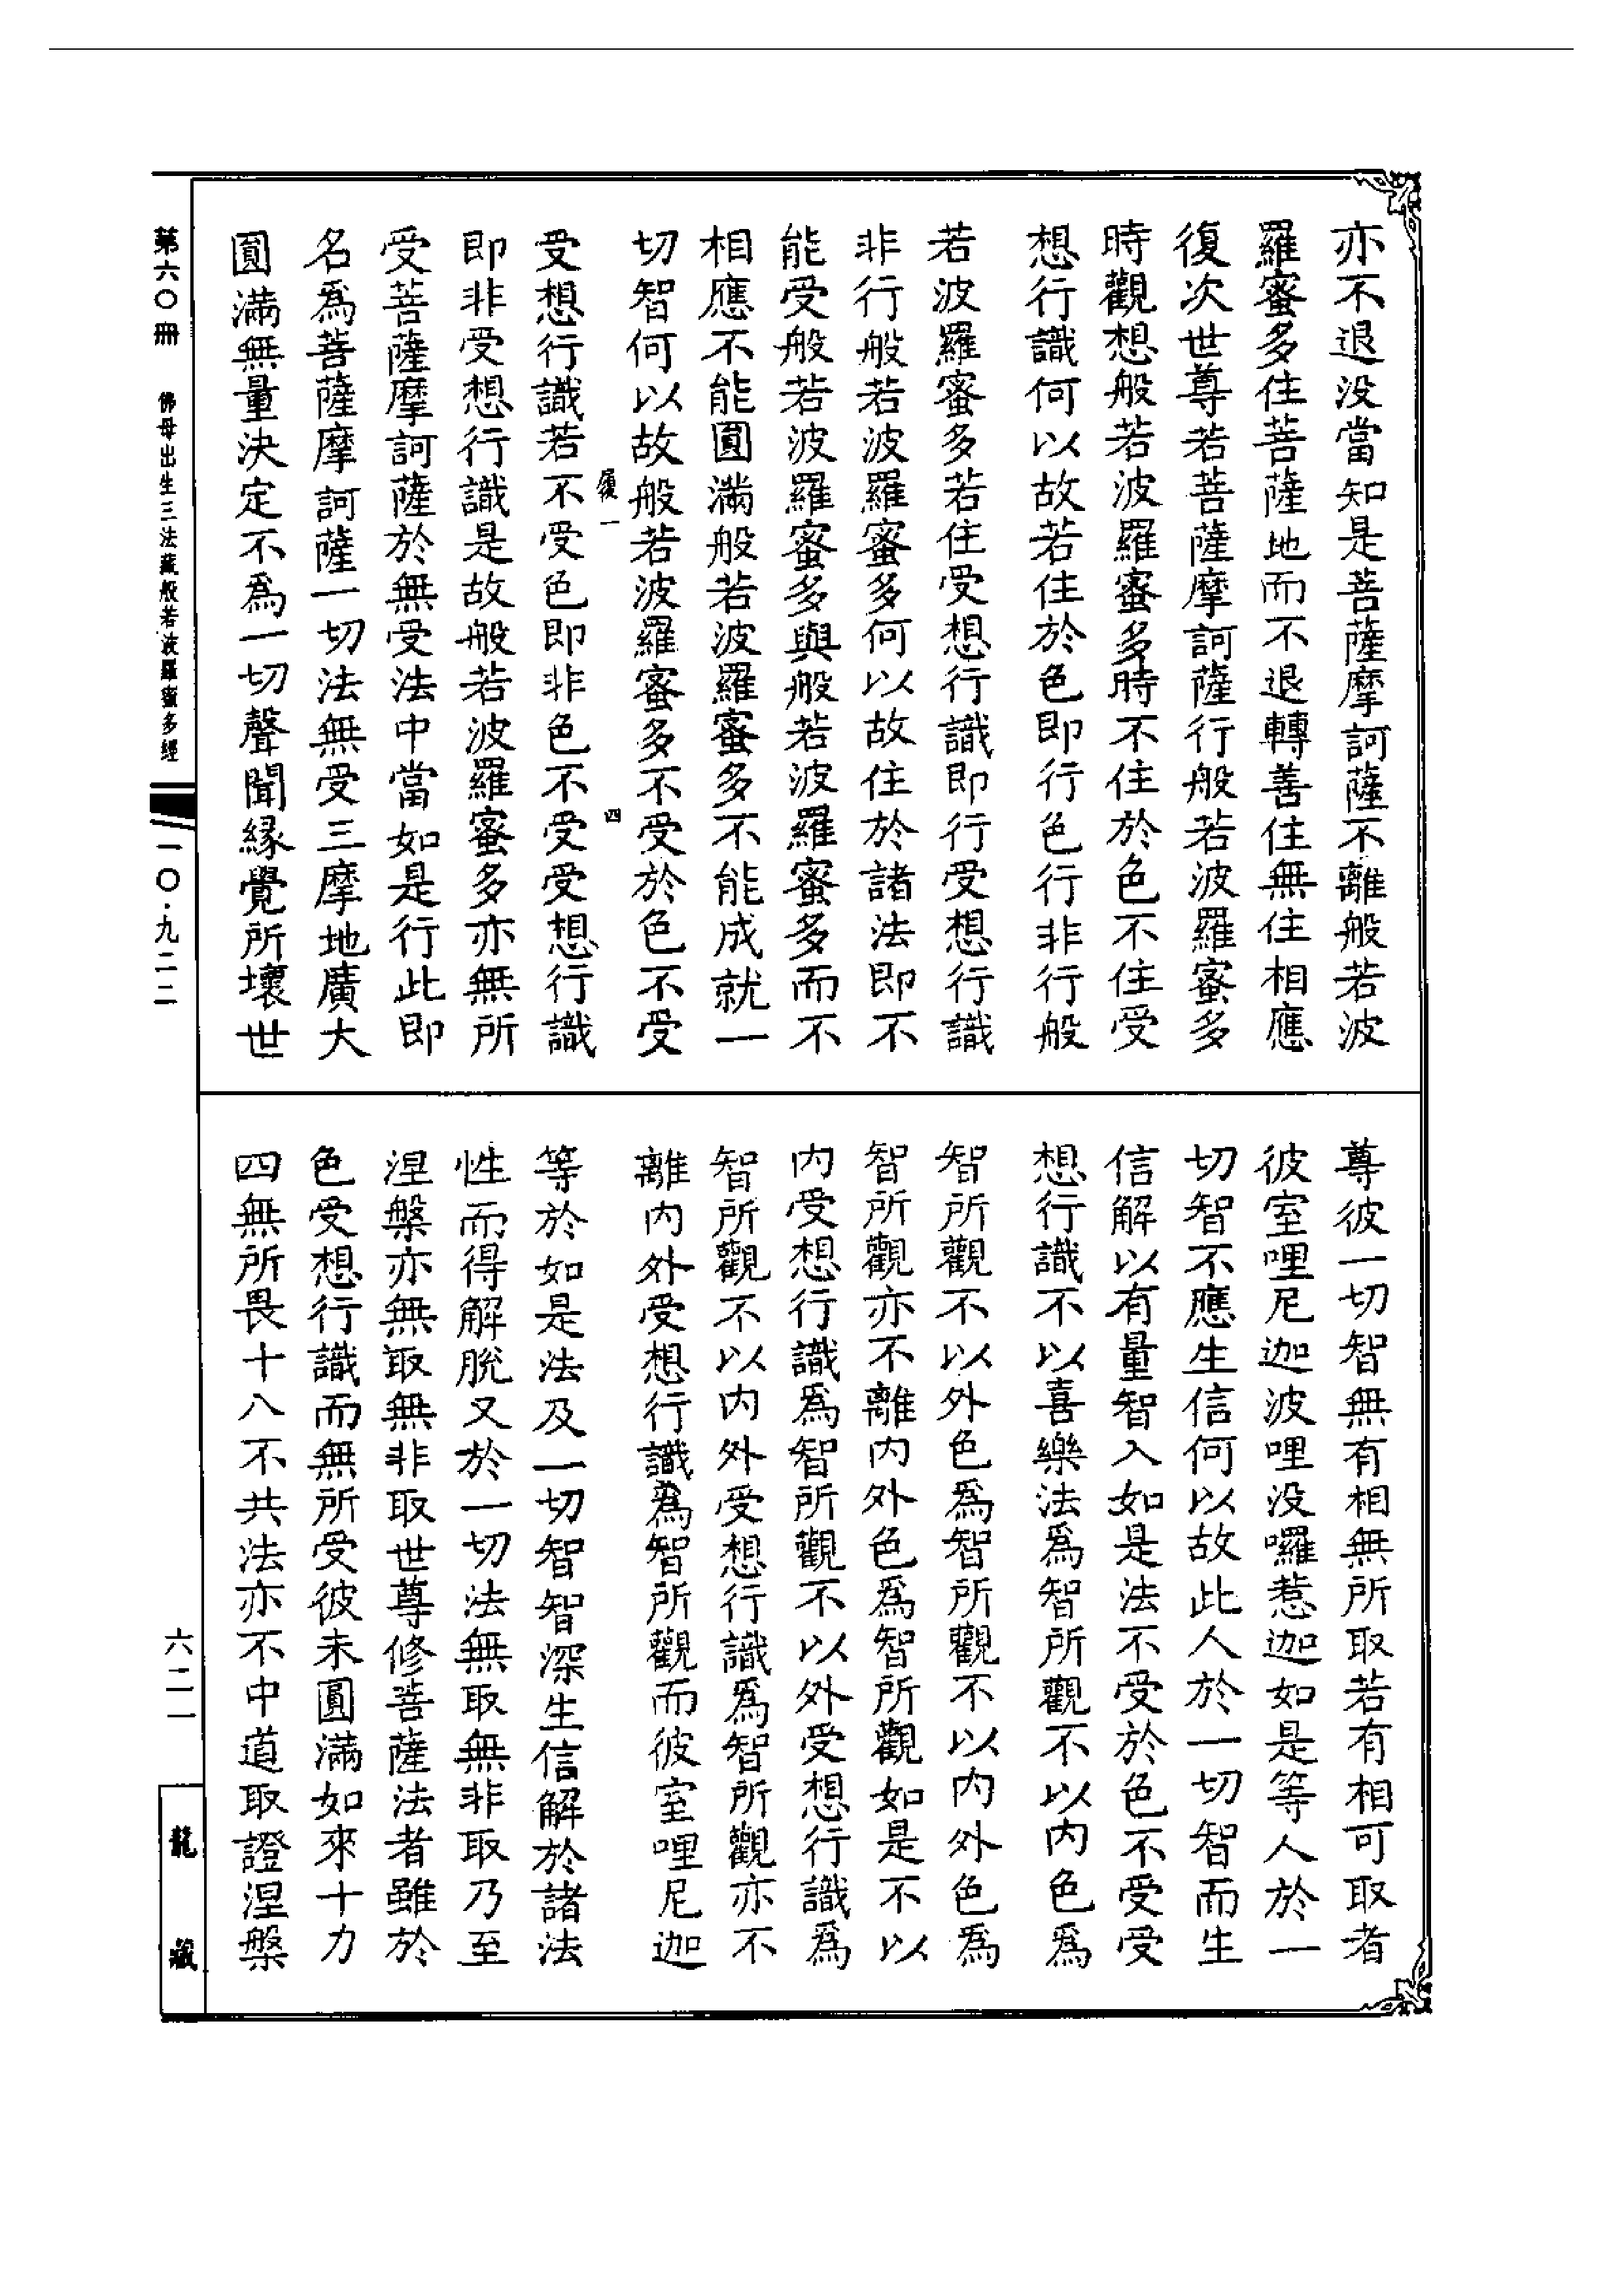 亦不退没當知是菩薩摩訶薩不離般若波
羅蜜多住菩薩地而不退轉善住無住相應
復次世尊若菩薩摩訶薩行般若波羅蜜多
時觀想般若波羅蜜多時不住於色不住受
想行識何以故若住於色即行色行非行般
若波羅蜜多若住受想行識即行受想行識
非行般若波羅蜜多何以故住於諸法即不
能受般若波羅蜜多與般若波羅蜜多而不
相應不能圓滿般若波羅蜜多不能成就一
切智何以故般若波羅蜜多不受於色不受
履一 四
受想行識若不受色即非色不受受想行識
即非受想行識是故般若波羅蜜多亦無所
受菩薩摩訶薩於無受法中當如是行此即
名爲菩薩摩訶薩一切法無受三摩地廣大
圓滿無量決定不爲一切聲聞緣覺所壞世
尊彼一切智無有相無所取若有相可取者
彼室哩尼迦波哩没囉惹迦如是等人於一
切智不應生信何以故此人於一切智而生
信解以有量智入如是法不受於色不受受
想行識不以喜樂法爲智所觀不以内色爲
智所觀不以外色爲智所觀不以内外色爲
智所觀亦不離内外色爲智所觀如是不以
内受想行識爲智所觀不以外受想行識爲
智所觀不以内外受想行識爲智所觀亦不
離内外受想行識爲智所觀而彼室哩尼迦
等於如是法及一切智智深生信解於諸法
性而得解脫又於一切法無取無非取乃至
涅槃亦無取無非取世尊修菩薩法者雖於
色受想行識而無所受彼未圓滿如來十力
四無所畏十八不共法亦不中道取證涅槃
第六〇册 佛母出生三法藏般若波羅蜜多經
一〇·九二二
六二一
龍藏